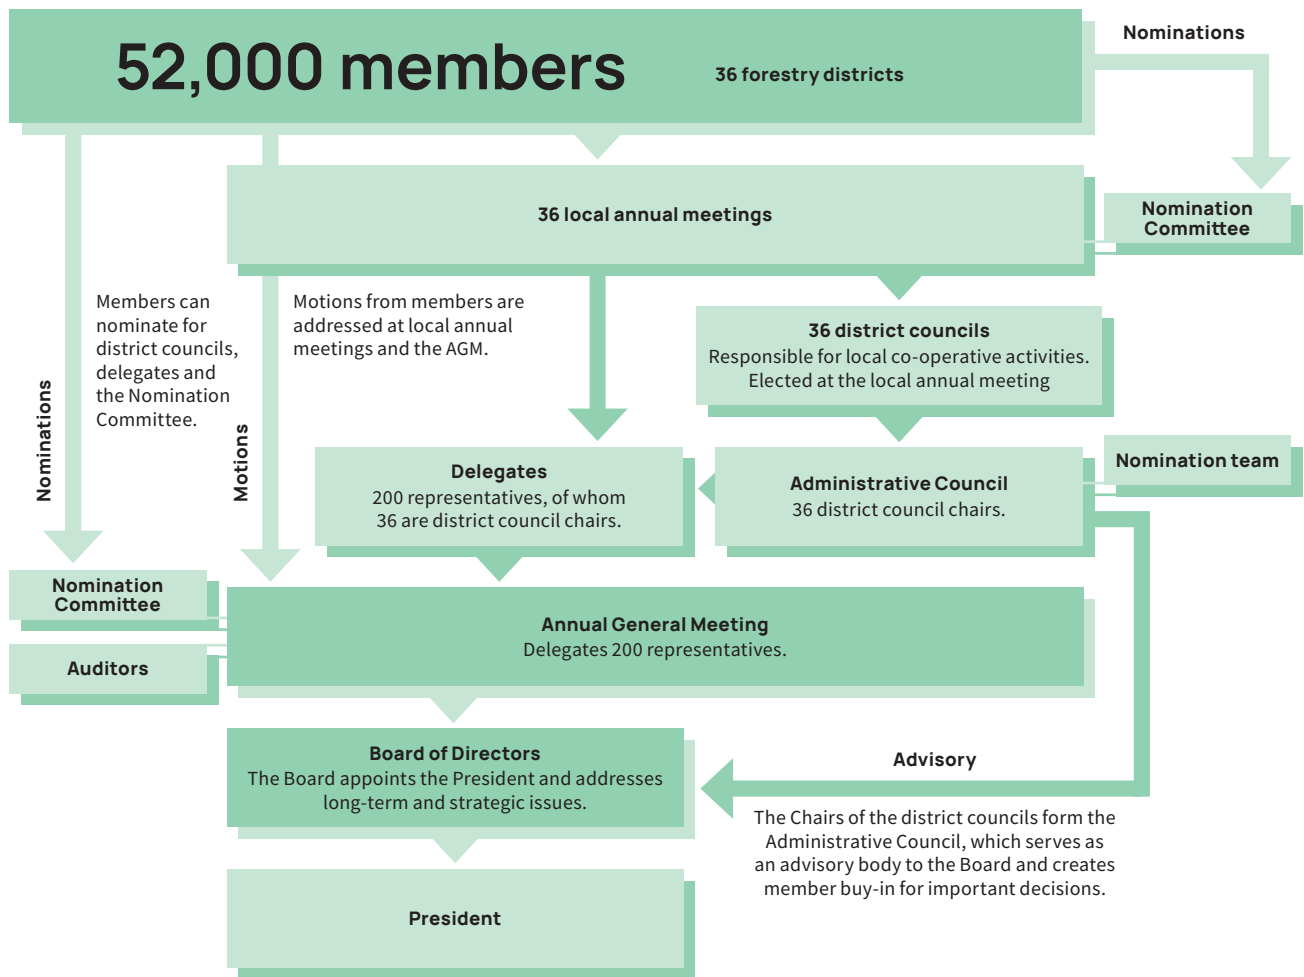 52,000 members
36 forestry districts
Nominations
36 local annual meetings
Nomination
Committee
Members can
nominate for
district councils,
delegates and
the Nomination
Committee.
Nominations
Motions from members are
addressed at local annual
meetings and the AGM.
Motions
36 district councils
Responsible for local co-operative activities.
Elected at the local annual meeting
Delegates
200 representatives, of whom
36 are district council chairs.
Administrative Council
36 district council chairs.
Nomination team
Nomination
Committee
Auditors
Annual General Meeting
Delegates 200 representatives.
Board of Directors
The Board appoints the President and addresses
long-term and strategic issues.
Advisory
The Chairs of the district councils form the
Administrative Council, which serves as
an advisory body to the Board and creates
member buy-in for important decisions.
President